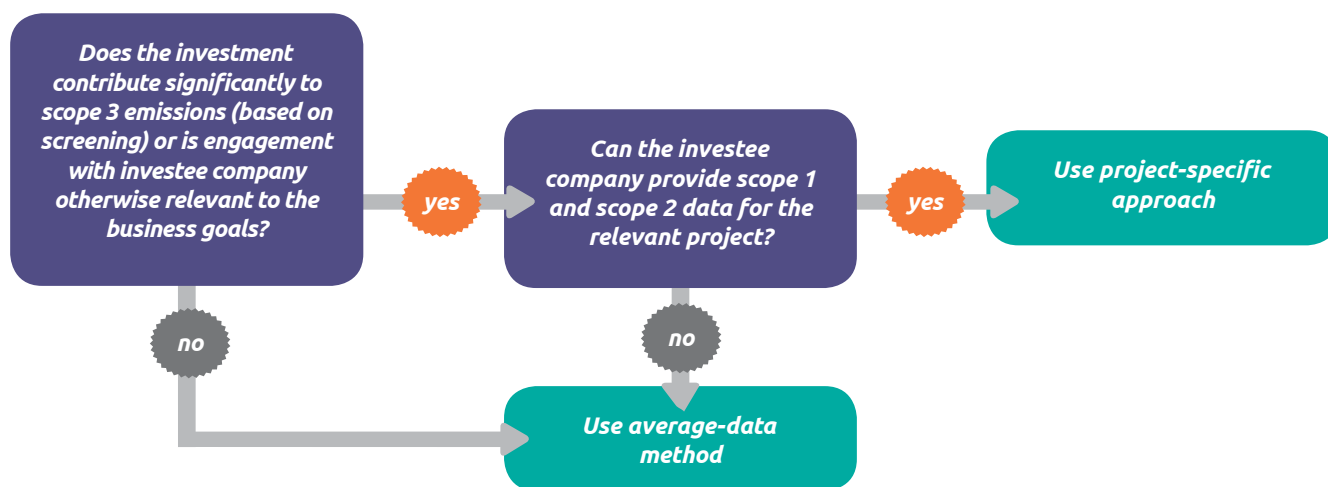 Does the investment
contribute significantly to
scope 3 emissions (based on
screening) or is engagement
with investee company
otherwise relevant to the
business goals?
yes
Can the investee
company provide scope 1
and scope 2 data for the
relevant project?
yes
Use project-specific
approach
no
no
Use average-data
method